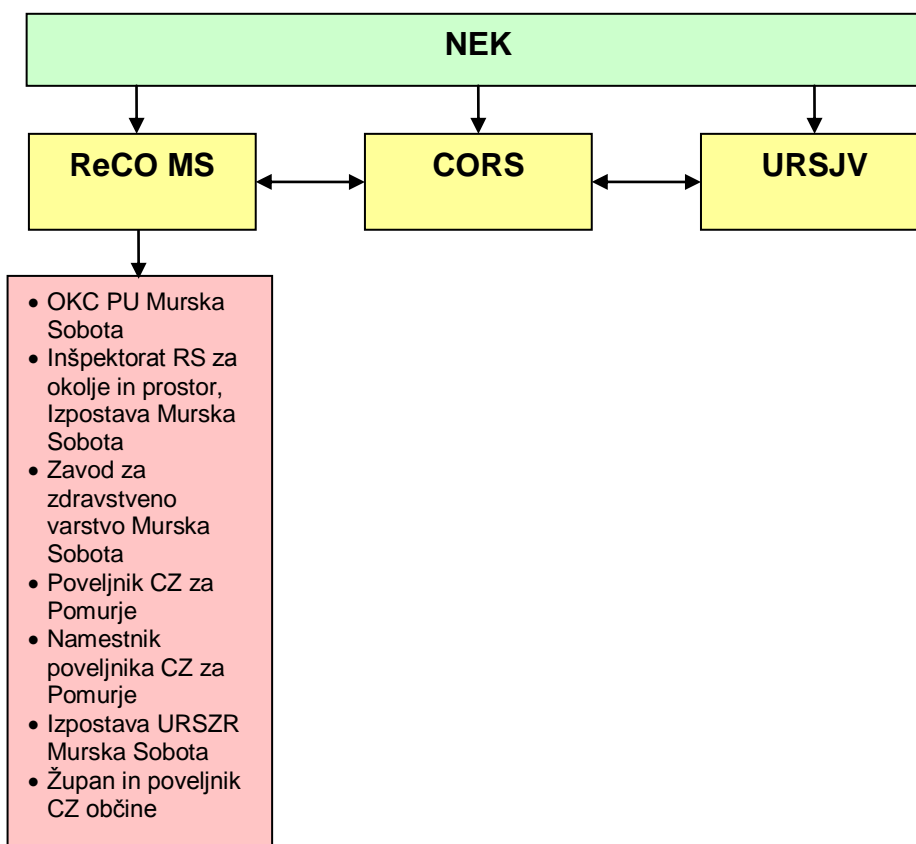 NEK
ReCO MS
CORS
URSJV
• OKC PU Murska
Sobota
• Inšpektorat RS za
okolje in prostor,
Izpostava Murska
Sobota
• Zavod za
zdravstveno
varstvo Murska
Sobota
• Poveljnik CZ za
Pomurje
• Namestnik
poveljnika CZ za
Pomurje
• Izpostava URSZR
Murska Sobota
• Župan in poveljnik
CZ občine